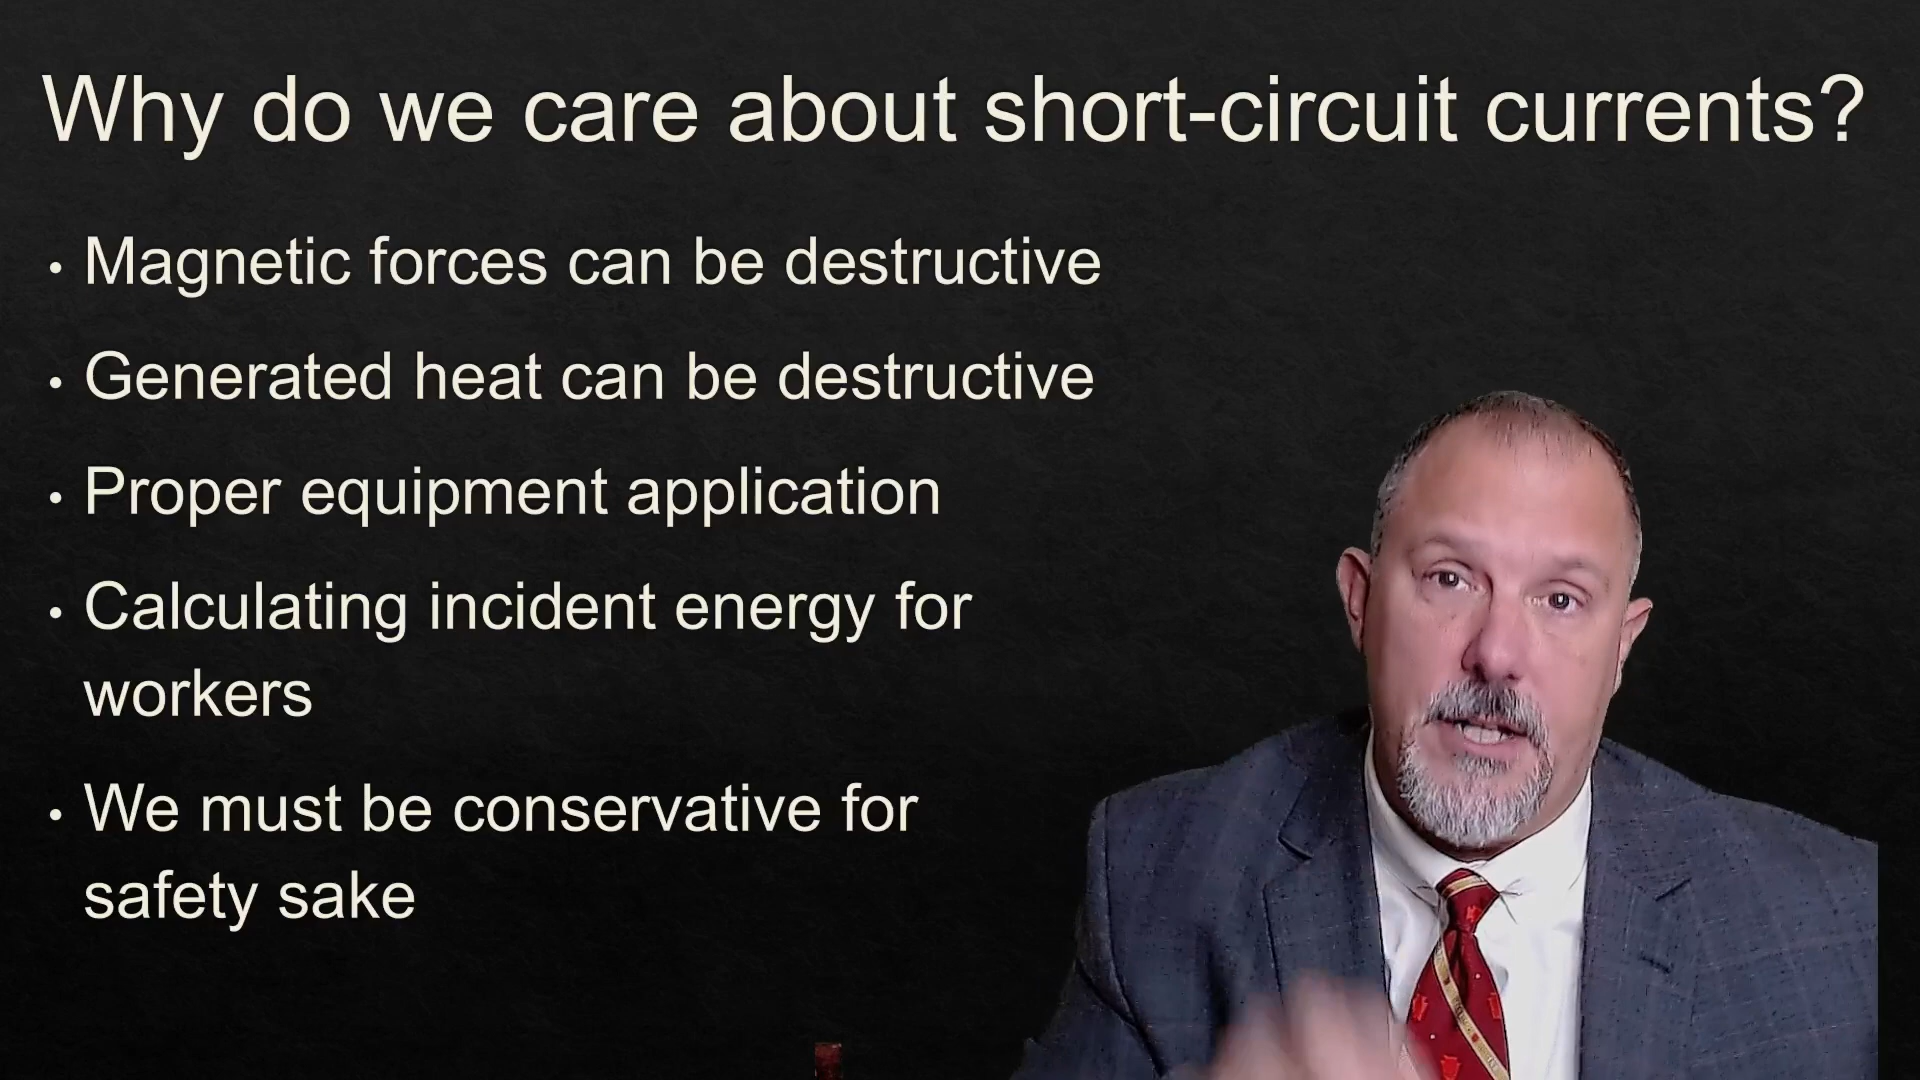 Why do we care about short-circuit currents?
• Magnetic forces can be destructive
• Generated heat can be destructive
• Proper equipment application
• Calculating incident energy for
workers
• We must be conservative for
safety sake